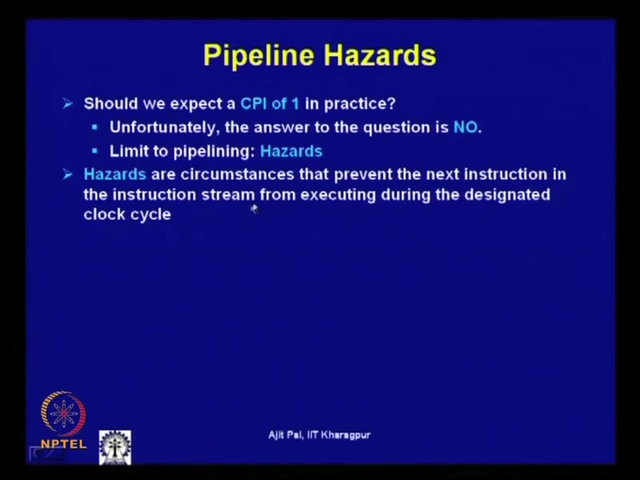 Pipeline Hazards
➢ Should we expect a CPI of 1 in practice?
▪ Unfortunately, the answer to the question is NO.
▪ Limit to pipelining: Hazards
➢ Hazards are circumstances that prevent the next instruction in
the instruction stream from executing during the designated
clock cycle
NPTEL
Ajit Pal, IIT Kharagpur